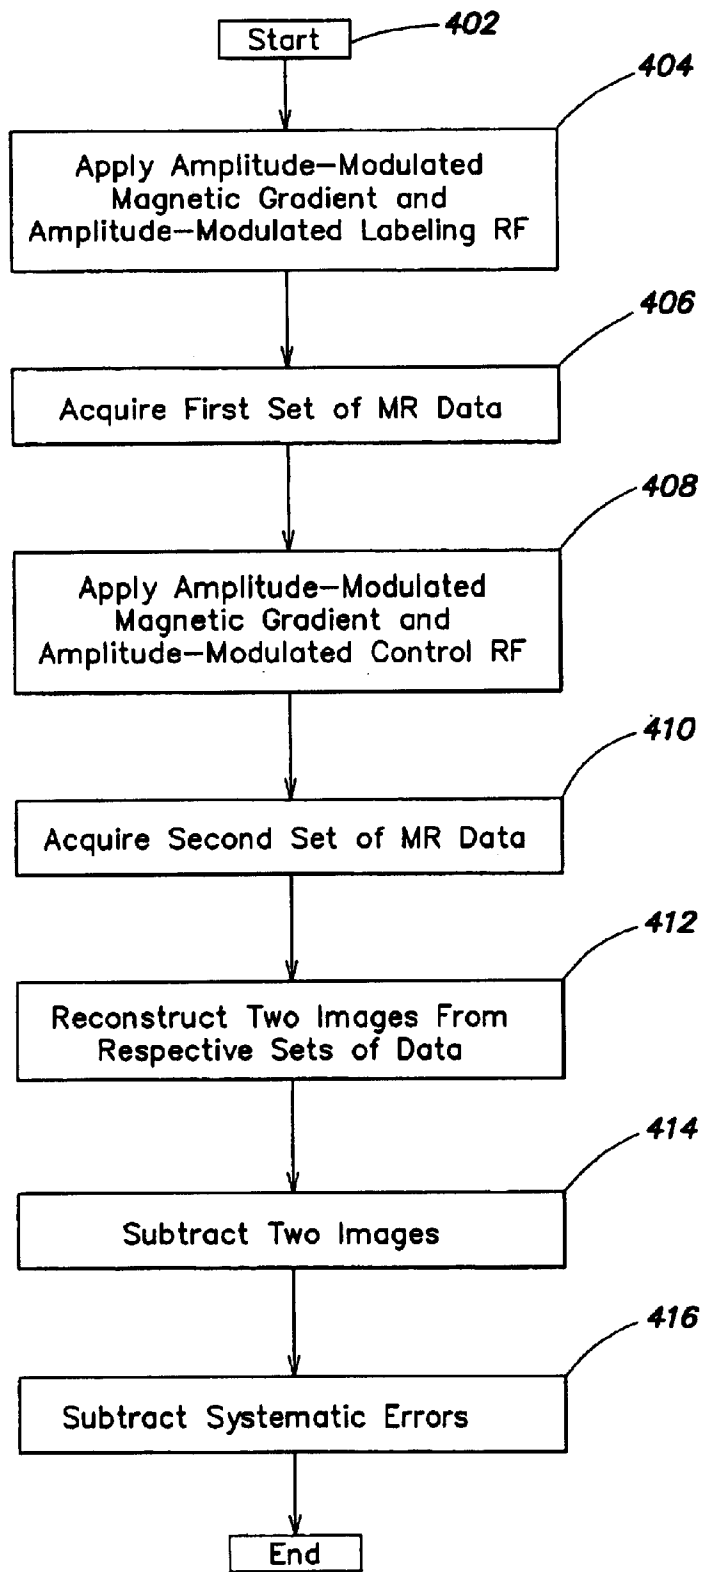 Start
402
404
Apply Amplitude-Modulated
Magnetic Gradient and
Amplitude-Modulated Labeling RF
406
Acquire First Set of MR Data
408
Apply Amplitude-Modulated
Magnetic Gradient and
Amplitude-Modulated Control RF
410
Acquire Second Set of MR Data
412
Reconstruct Two Images From
Respective Sets of Data
414
Subtract Two Images
416
Subtract Systematic Errors
End